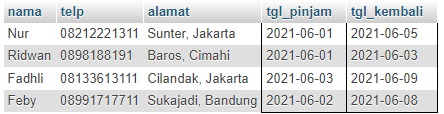 nama telp alamat tgl_pinjam tgl_kembali
Nur 08212221311 Sunter, Jakarta 2021-06-01 2021-06-05
Ridwan 0898188191 Baros, Cimahi 2021-06-01 2021-06-03
Fadhli 08133613111 Cilandak, Jakarta 2021-06-03 2021-06-09
Feby 08991717711 Sukajadi, Bandung 2021-06-02 2021-06-08